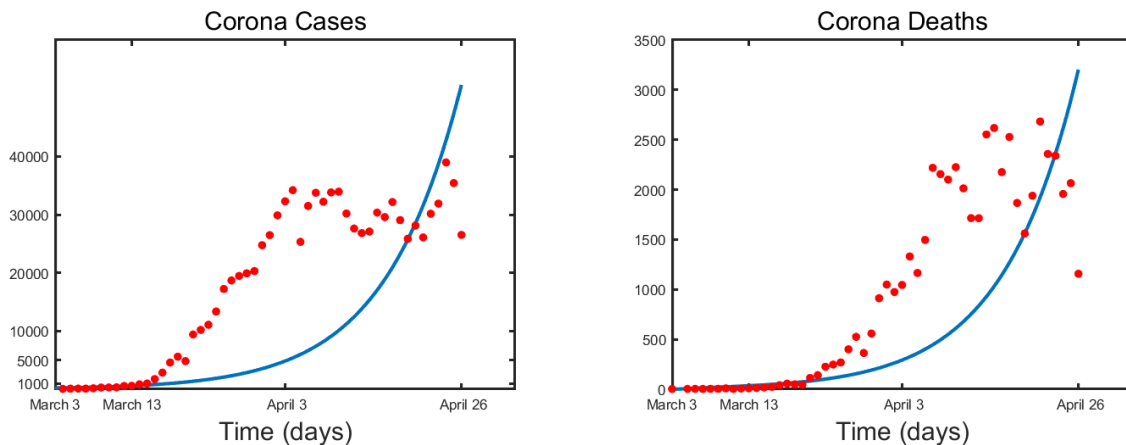 Corona Cases
40000
30000
20000
10000
5000
1000
March 3 March 13 April 3 April 26
Time (days)
Corona Deaths
3500
3000
2500
2000
1500
1000
500
0
March 3 March 13 April 3 April 26
Time (days)